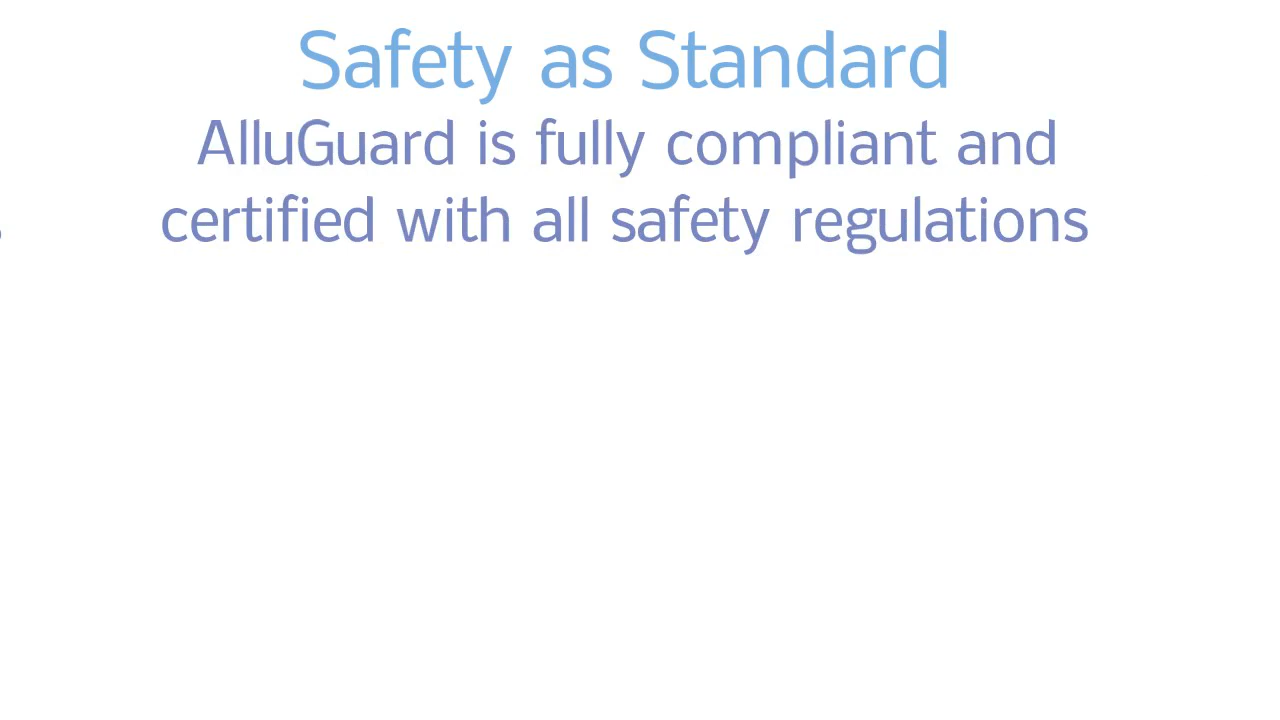 Safety as Standard
AlluGuard is fully compliant and
certified with all safety regulations